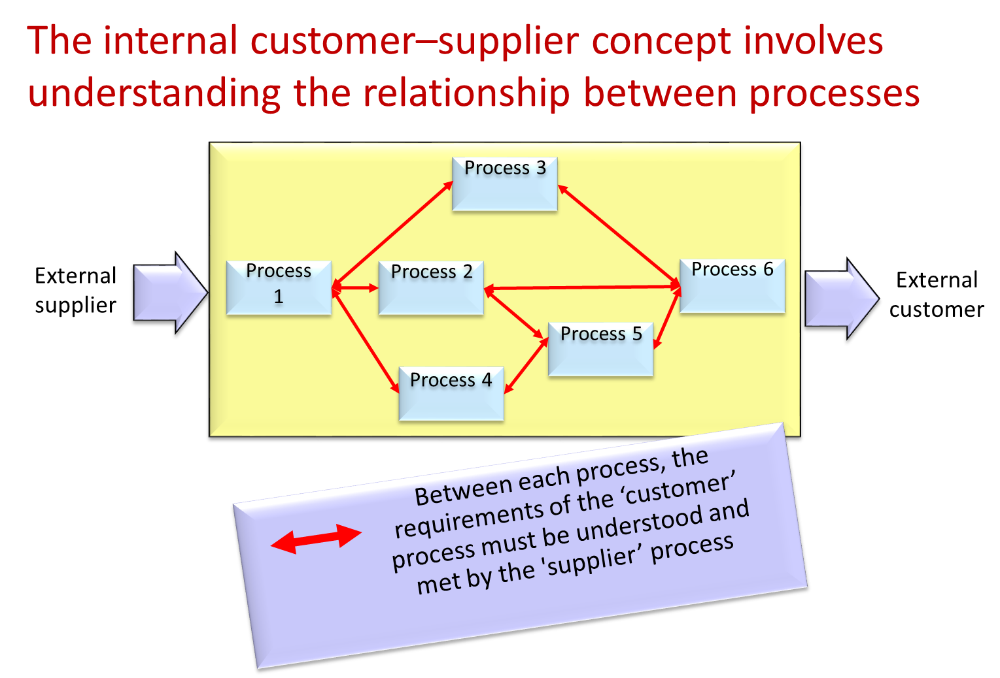 The internal customer–supplier concept involves
understanding the relationship between processes
Process 3
External
supplier
Process
1
Process 2
Process 6
External
customer
Process 5
Process 4
Between each process, the
requirements of the ‘customer’
process must be understood and
met by the 'supplier’ process